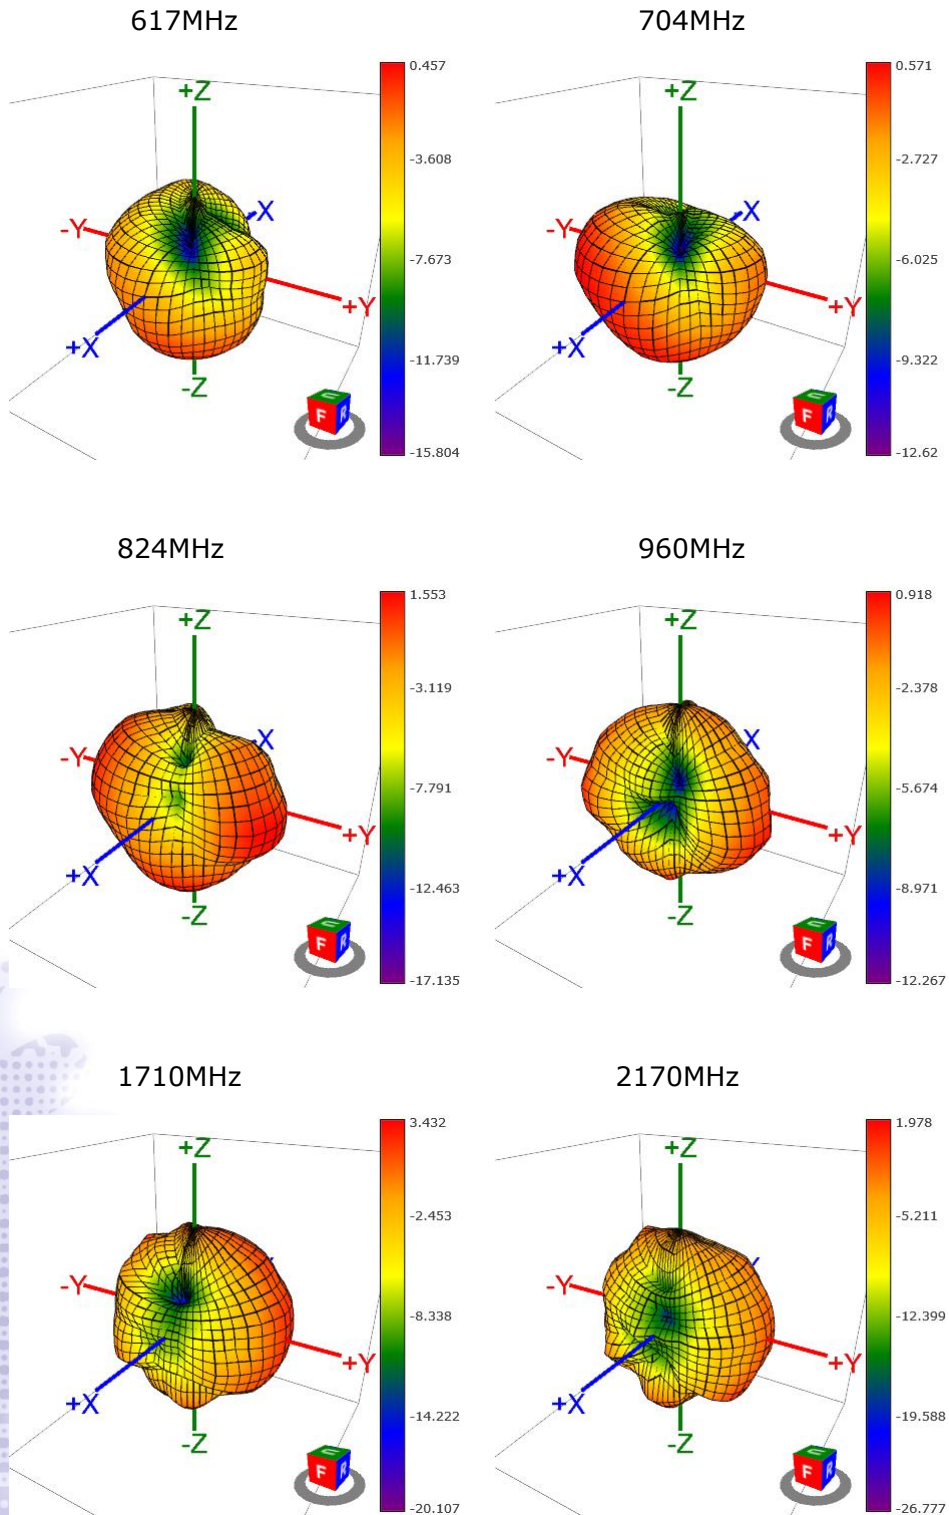 617MHz
704MHz
+Z
-Y
-X
+Y
+X
-Z
F
R
0.457
-3.608
-7.673
-11.739
-15.804
+Z
-Y
-X
+Y
+X
-Z
F
R
0.571
-2.727
-6.025
-9.322
-12.62
824MHz
960MHz
+Z
-Y
-X
+Y
+X
-Z
F
R
1.553
-3.119
-7.791
-12.463
-17.135
+Z
-Y
X
+Y
+X
-Z
F
R
0.918
-2.378
-5.674
-8.971
-12.267
1710MHz
2170MHz
+Z
-Y
+Y
+X
-Z
F
R
3.432
-2.453
-8.338
-14.222
-20.107
+Z
-Y
+Y
+X
-Z
F
R
1.978
-5.211
-12.399
-19.588
-26.777